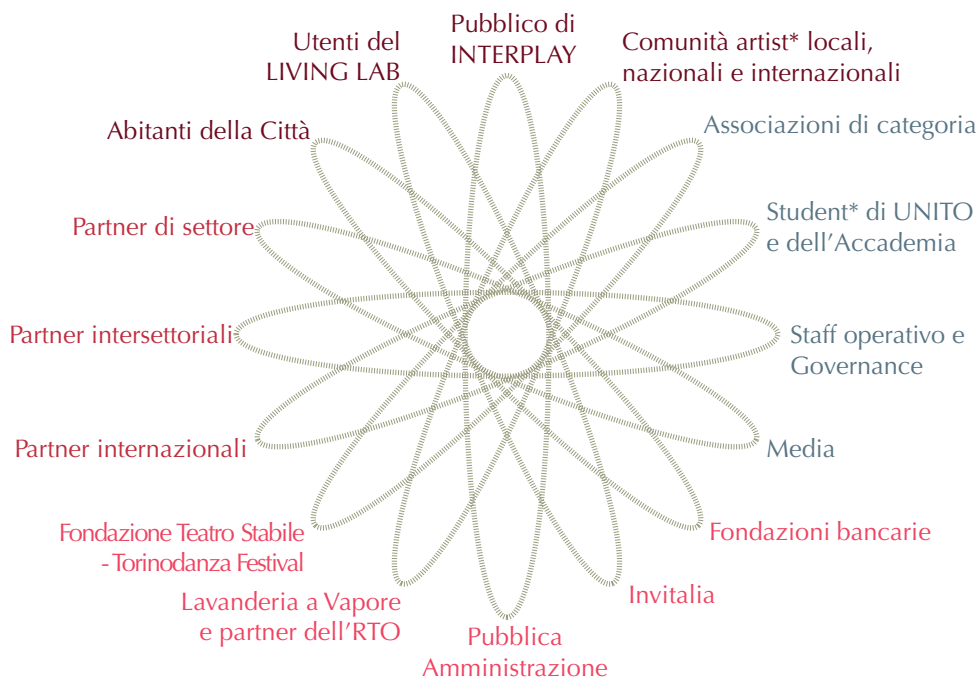 Pubblico di
INTERPLAY
Comunità artist* locali,
nazionali e internazionali
Associazioni di categoria
Student* di UNITO
e dell’Accademia
Staff operativo e
Governance
Media
Fondazioni bancarie
Invitalia
Pubblica
Amministrazione
Lavanderia a Vapore
e partner dell’RTO
Fondazione Teatro Stabile
- Torinodanza Festival
Partner internazionali
Partner intersettoriali
Partner di settore
Abitanti della Città
Utenti del
LIVING LAB